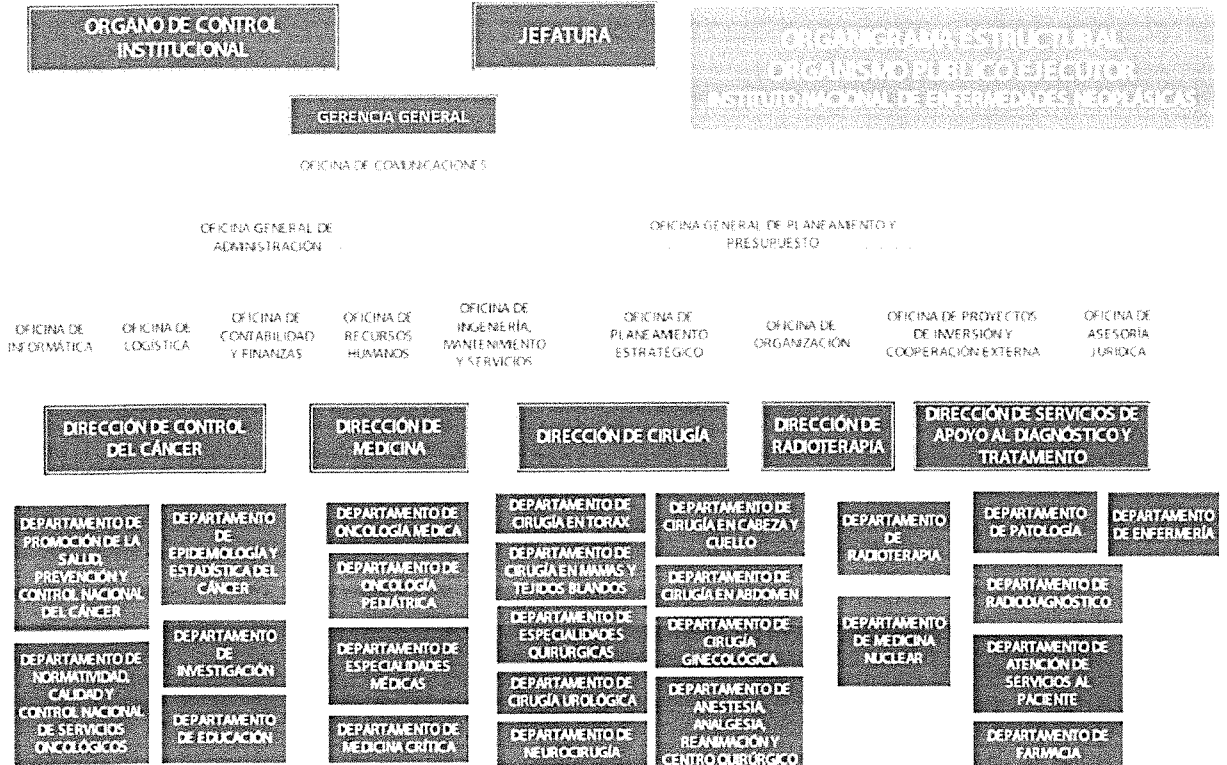 ORGANO DE CONTROL
INSTITUCIONAL
JEFATURA
ORGANIGRAMA ESTRUCTURAL
ORGANISMO PÚBLICO EJECUTOR
INSTITUTO NACIONAL DE ENFERMEDADES NEOPLÁSICAS
GERENCIA GENERAL
OFICINA DE COMUNICACIONES
OFICINA GENERAL DE
ADMINISTRACIÓN
OFICINA GENERAL DE PLANEAMIENTO Y
PRESUPUESTO
OFICINA DE
INFORMÁTICA
OFICINA DE
LOGÍSTICA
OFICINA DE
CONTABILIDAD
Y FINANZAS
OFICINA DE
RECURSOS
HUMANOS
OFICINA DE
INGENIERÍA,
MANTENIMIENTO
Y SERVICIOS
OFICINA DE
PLANEAMIENTO
ESTRATÉGICO
OFICINA DE
ORGANIZACIÓN
OFICINA DE PROYECTOS
DE INVERSIÓN Y
COOPERACIÓN EXTERNA
OFICINA DE
ASESORÍA
JURIDICA
DIRECCIÓN DE CONTROL
DEL CÁNCER
DIRECCIÓN DE
MEDICINA
DIRECCIÓN DE CIRUGÍA
DIRECCIÓN DE
RADIOTERAPIA
DIRECCIÓN DE SERVICIOS DE
APOYO AL DIAGNÓSTICO Y
TRATAMIENTO
DEPARTAMENTO DE
PROMOCIÓN DE LA
SALUD,
PREVENCIÓN Y
CONTROL NACIONAL
DEL CÁNCER
DEPARTAMENTO DE
NORMATIVIDAD,
CALIDAD Y
CONTROL NACIONAL
DE SERVICIOS
ONCOLÓGICOS
DEPARTAMENTO
DE
EPIDEMIOLOGÍA Y
ESTADÍSTICA DEL
CÁNCER
DEPARTAMENTO
DE
INVESTIGACIÓN
DEPARTAMENTO
DE EDUCACIÓN
DEPARTAMENTO DE
ONCOLOGÍA MÉDICA
DEPARTAMENTO DE
ONCOLOGÍA
PEDIÁTRICA
DEPARTAMENTO DE
ESPECIALIDADES
MÉDICAS
DEPARTAMENTO DE
MEDICINA CRÍTICA
DEPARTAMENTO DE
CIRUGÍA EN TORAX
DEPARTAMENTO DE
CIRUGÍA EN MAMAS Y
TEJIDOS BLANDOS
DEPARTAMENTO DE
ESPECIALIDADES
QUIRURGICAS
DEPARTAMENTO DE
CIRUGÍA UROLOGICA
DEPARTAMENTO DE
NEUROCIRUGÍA
DEPARTAMENTO DE
CIRUGÍA EN CABEZA Y
CUELLO
DEPARTAMENTO DE
CIRUGÍA EN ABDOMEN
DEPARTAMENTO DE
CIRUGÍA
GINECOLOGICA
DEPARTAMENTO DE
ANESTESIA,
ANALGESIA,
REANIMACIÓN Y
CENTRO QUIRÚRGICO
DEPARTAMENTO
DE
RADIOTERAPIA
DEPARTAMENTO
DE MEDICINA
NUCLEAR
DEPARTAMENTO
DE PATOLOGÍA
DEPARTAMENTO DE
RADIODIAGNOSTICO
DEPARTAMENTO DE
ATENCIÓN DE
SERVICIOS AL
PACIENTE
DEPARTAMENTO DE
FARMACIA
DEPARTAMENTO
DE ENFERMERÍA